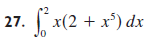 27. ∫₀² x(2 + x⁵) dx